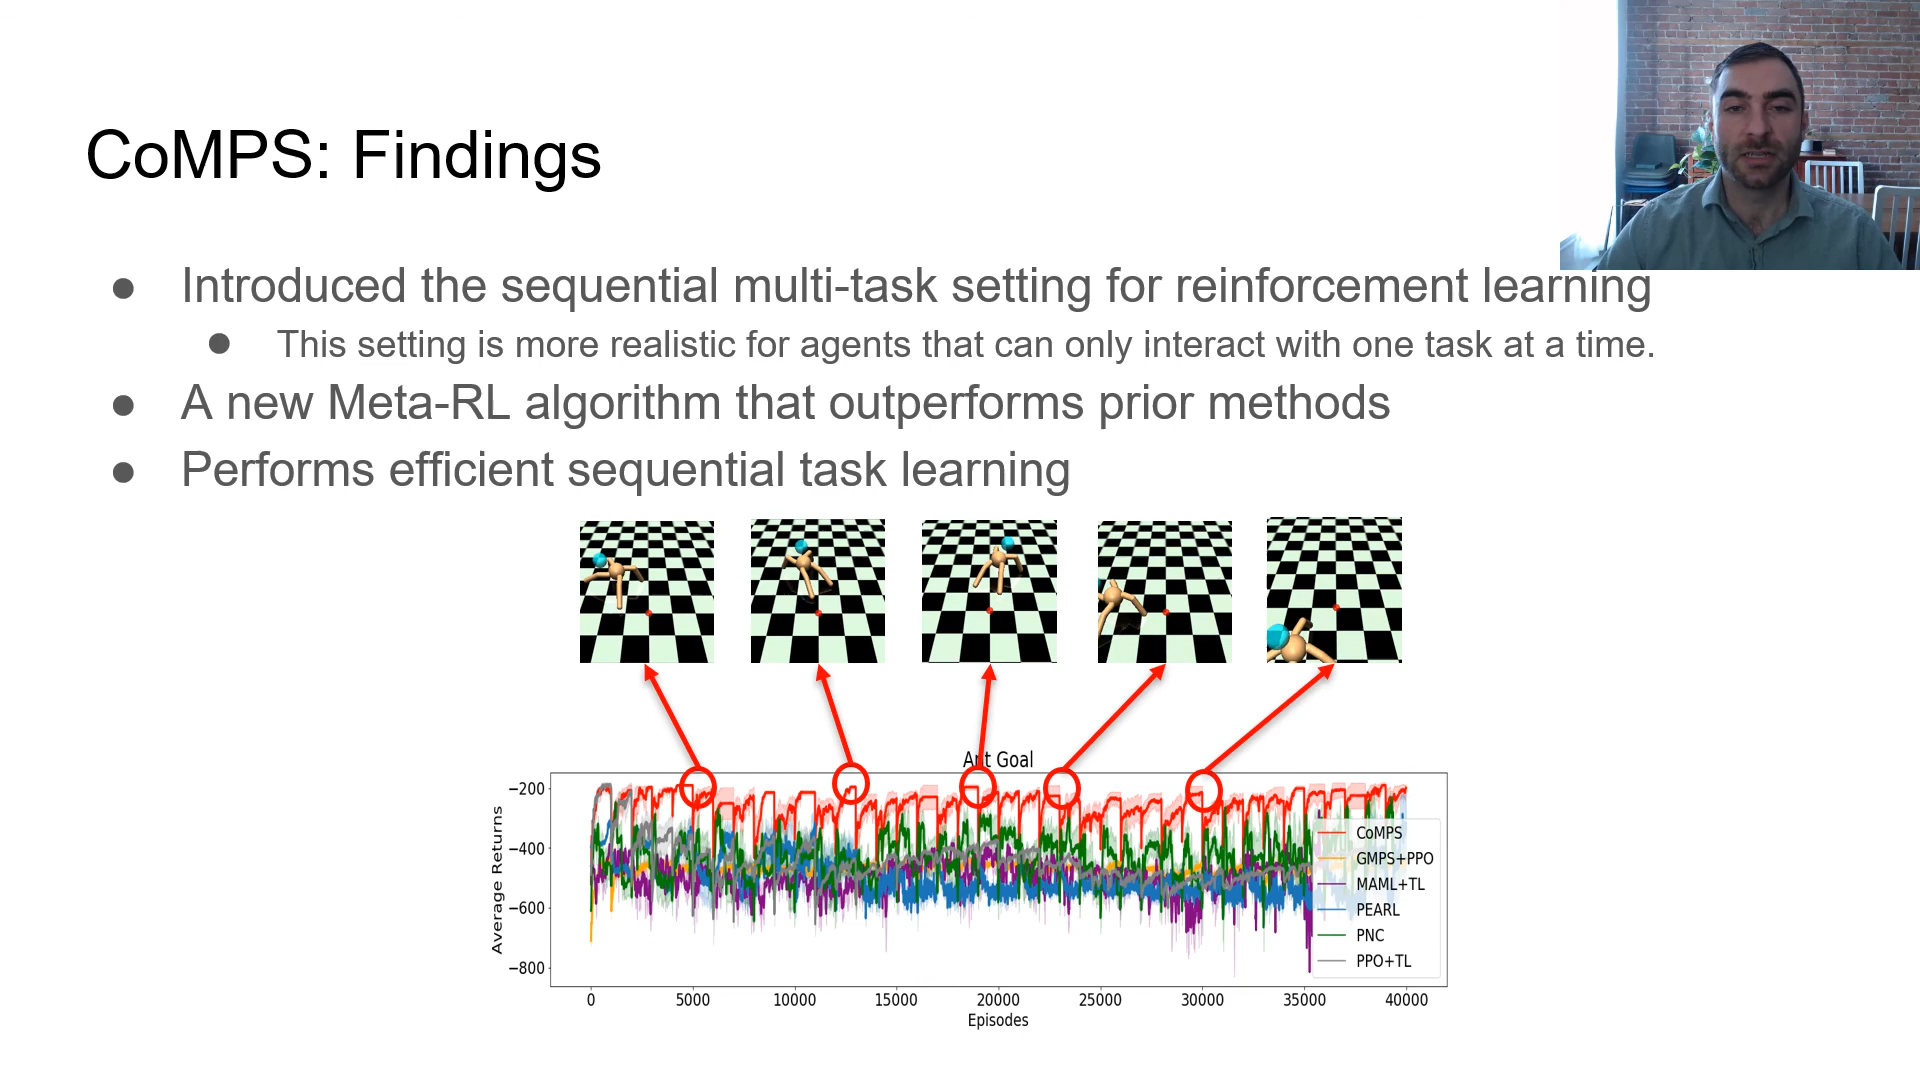 CoMPS: Findings
● Introduced the sequential multi-task setting for reinforcement learning
● This setting is more realistic for agents that can only interact with one task at a time.
● A new Meta-RL algorithm that outperforms prior methods
● Performs efficient sequential task learning
Ant Goal
Average Returns
−200
−400
−600
−800
CoMPS
GMPS+PPO
MAML+TL
PEARL
PNC
PPO+TL
0 5000 10000 15000 20000 25000 30000 35000 40000
Episodes